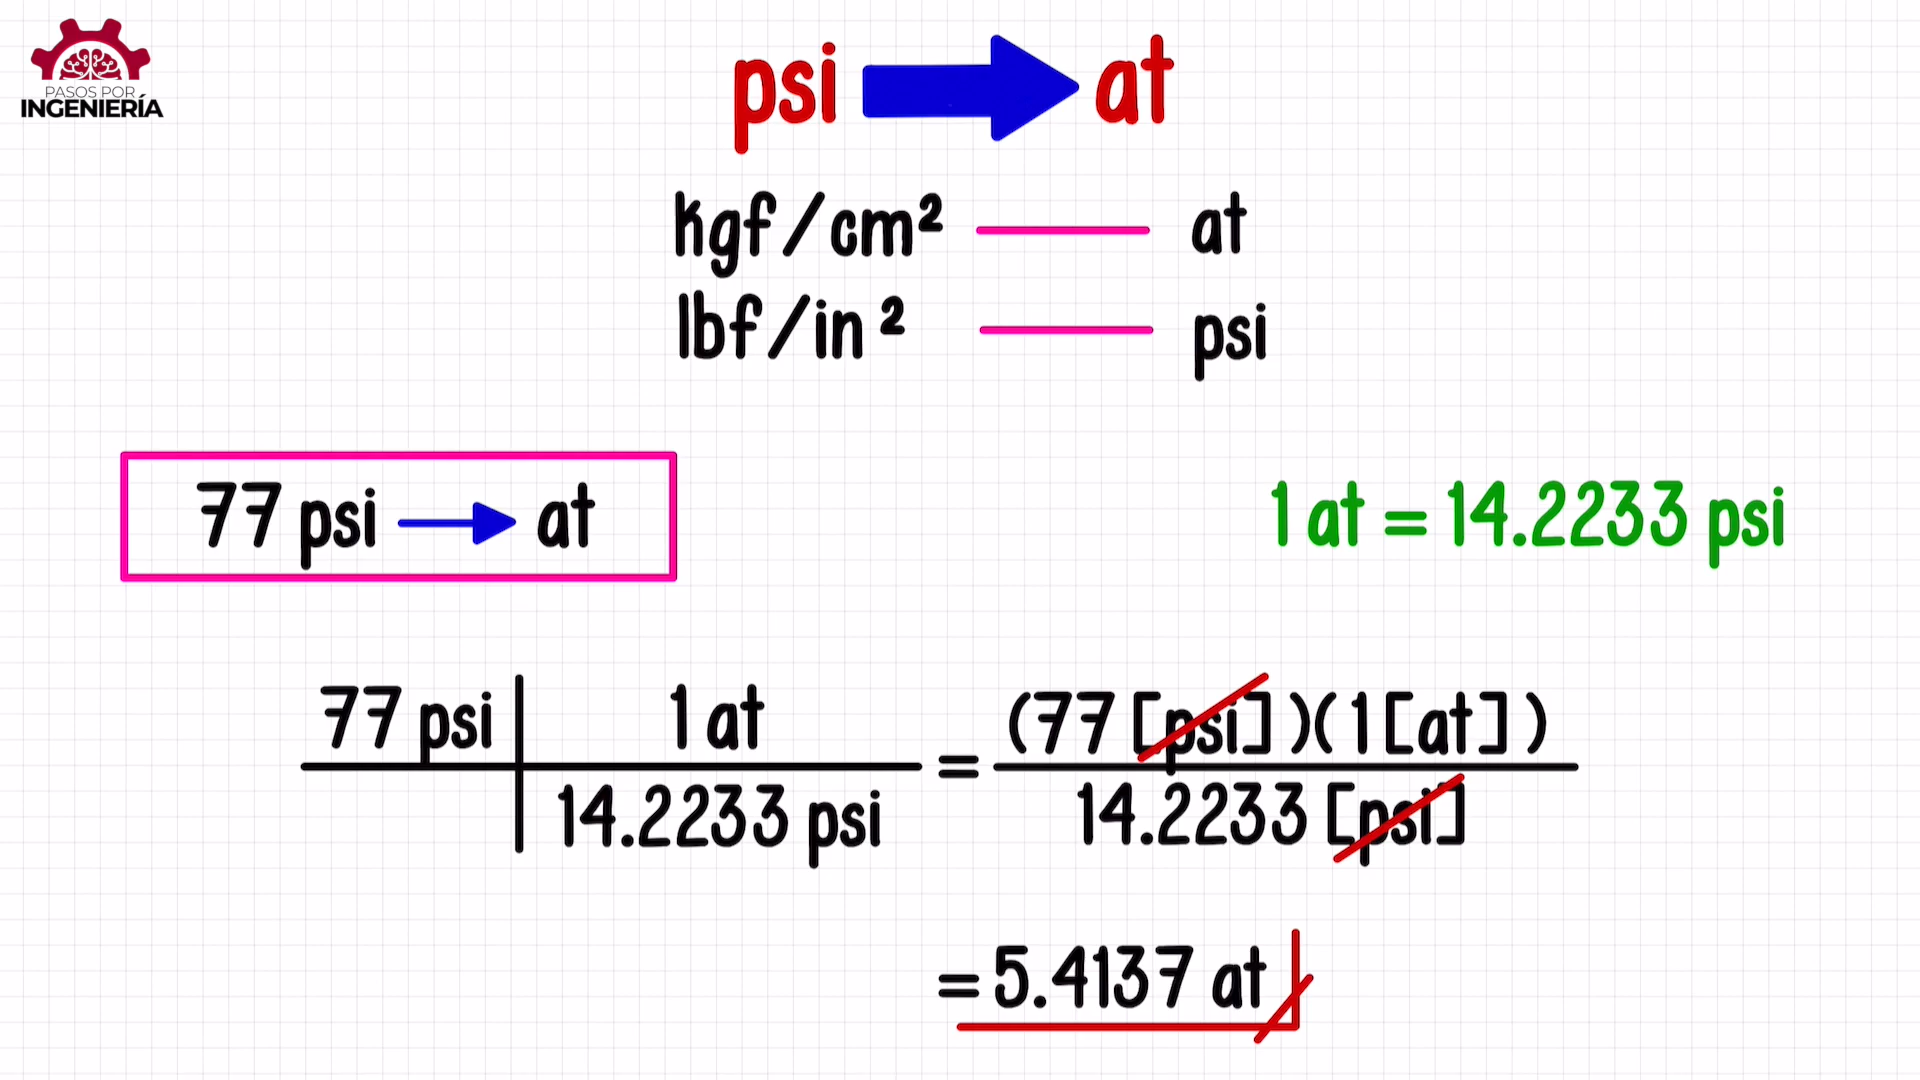 PASOS POR
INGENIERÍA
psi at
kgf/cm² at
lbf/in² psi
77 psi at
1 at = 14.2233 psi
77 psi 1 at = (77 [psi])(1[at])
14.2233 psi 14.2233 [psi]
= 5.4137 at